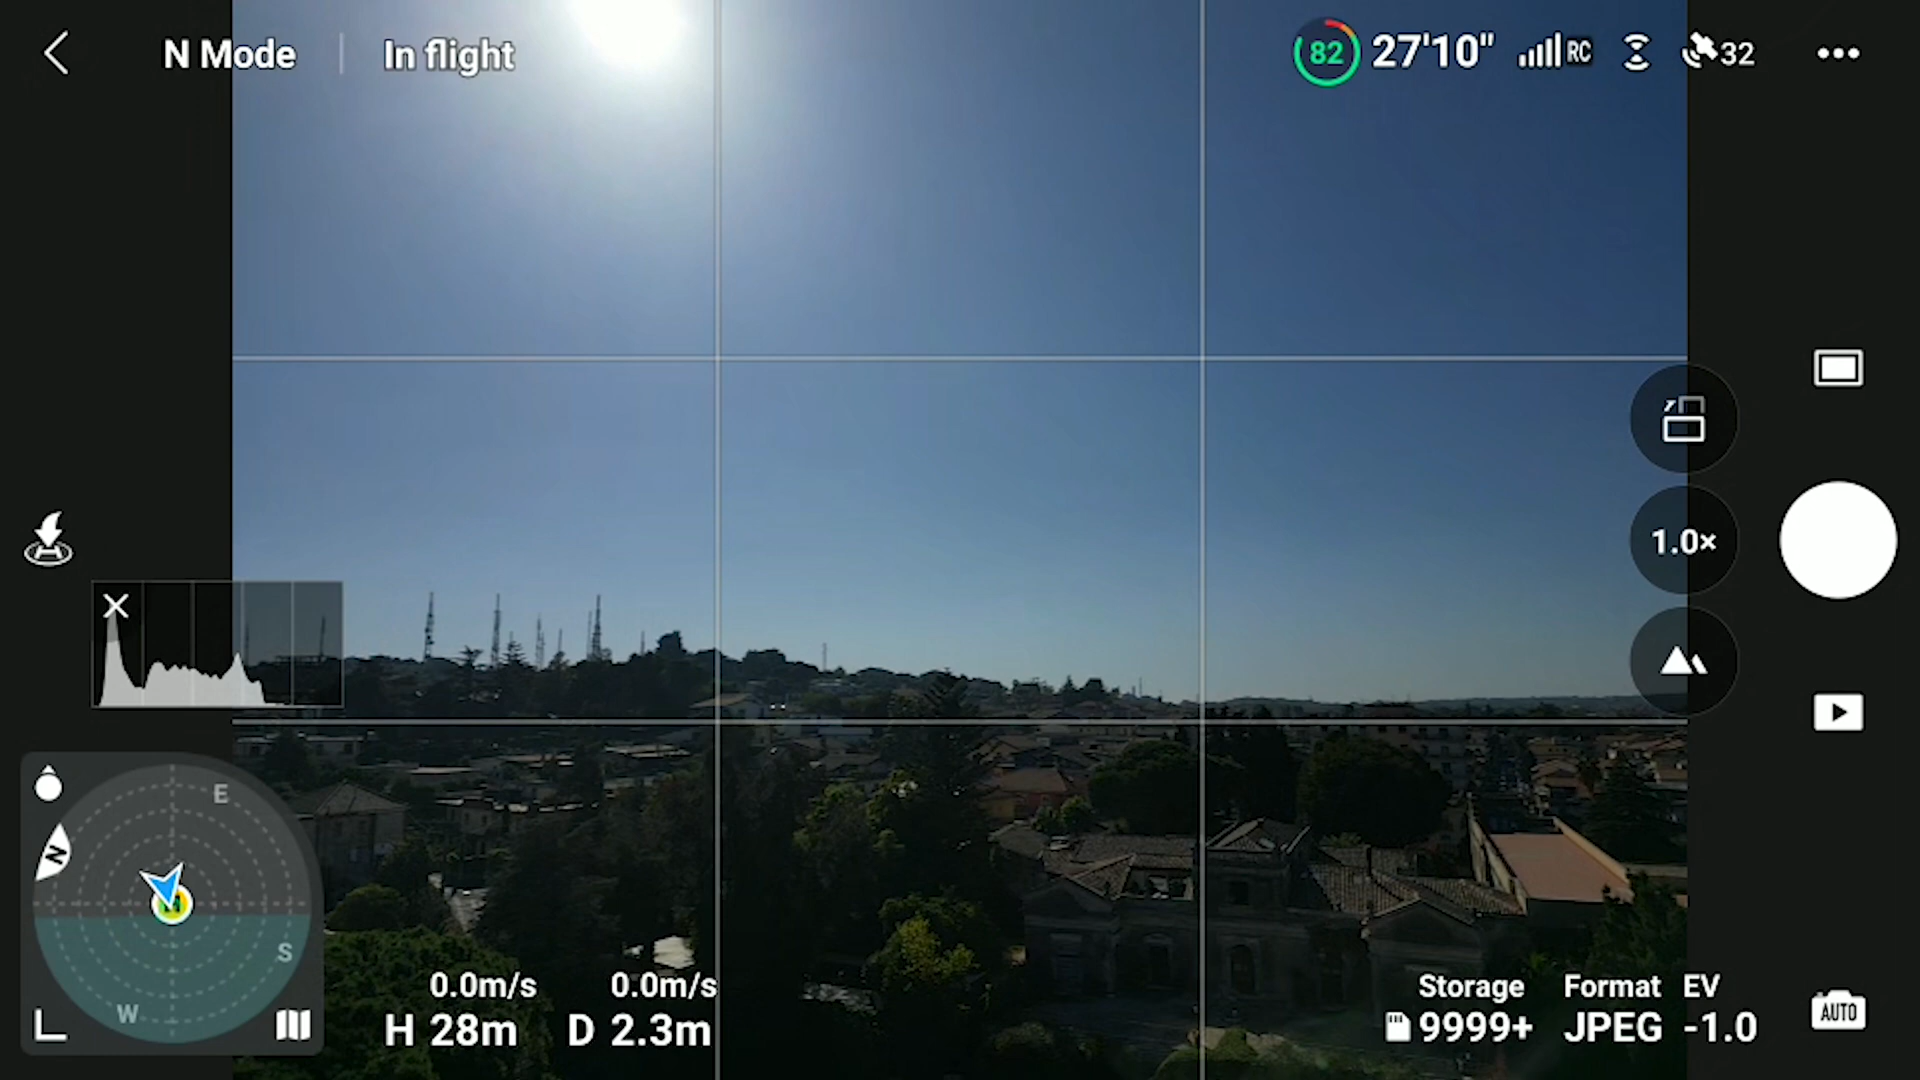 N Mode
In flight
82
27'10"
RC
32
1.0×
E
N
S
W
0.0m/s
0.0m/s
H 28m
D 2.3m
Storage
9999+
Format
JPEG
EV
-1.0
AUTO